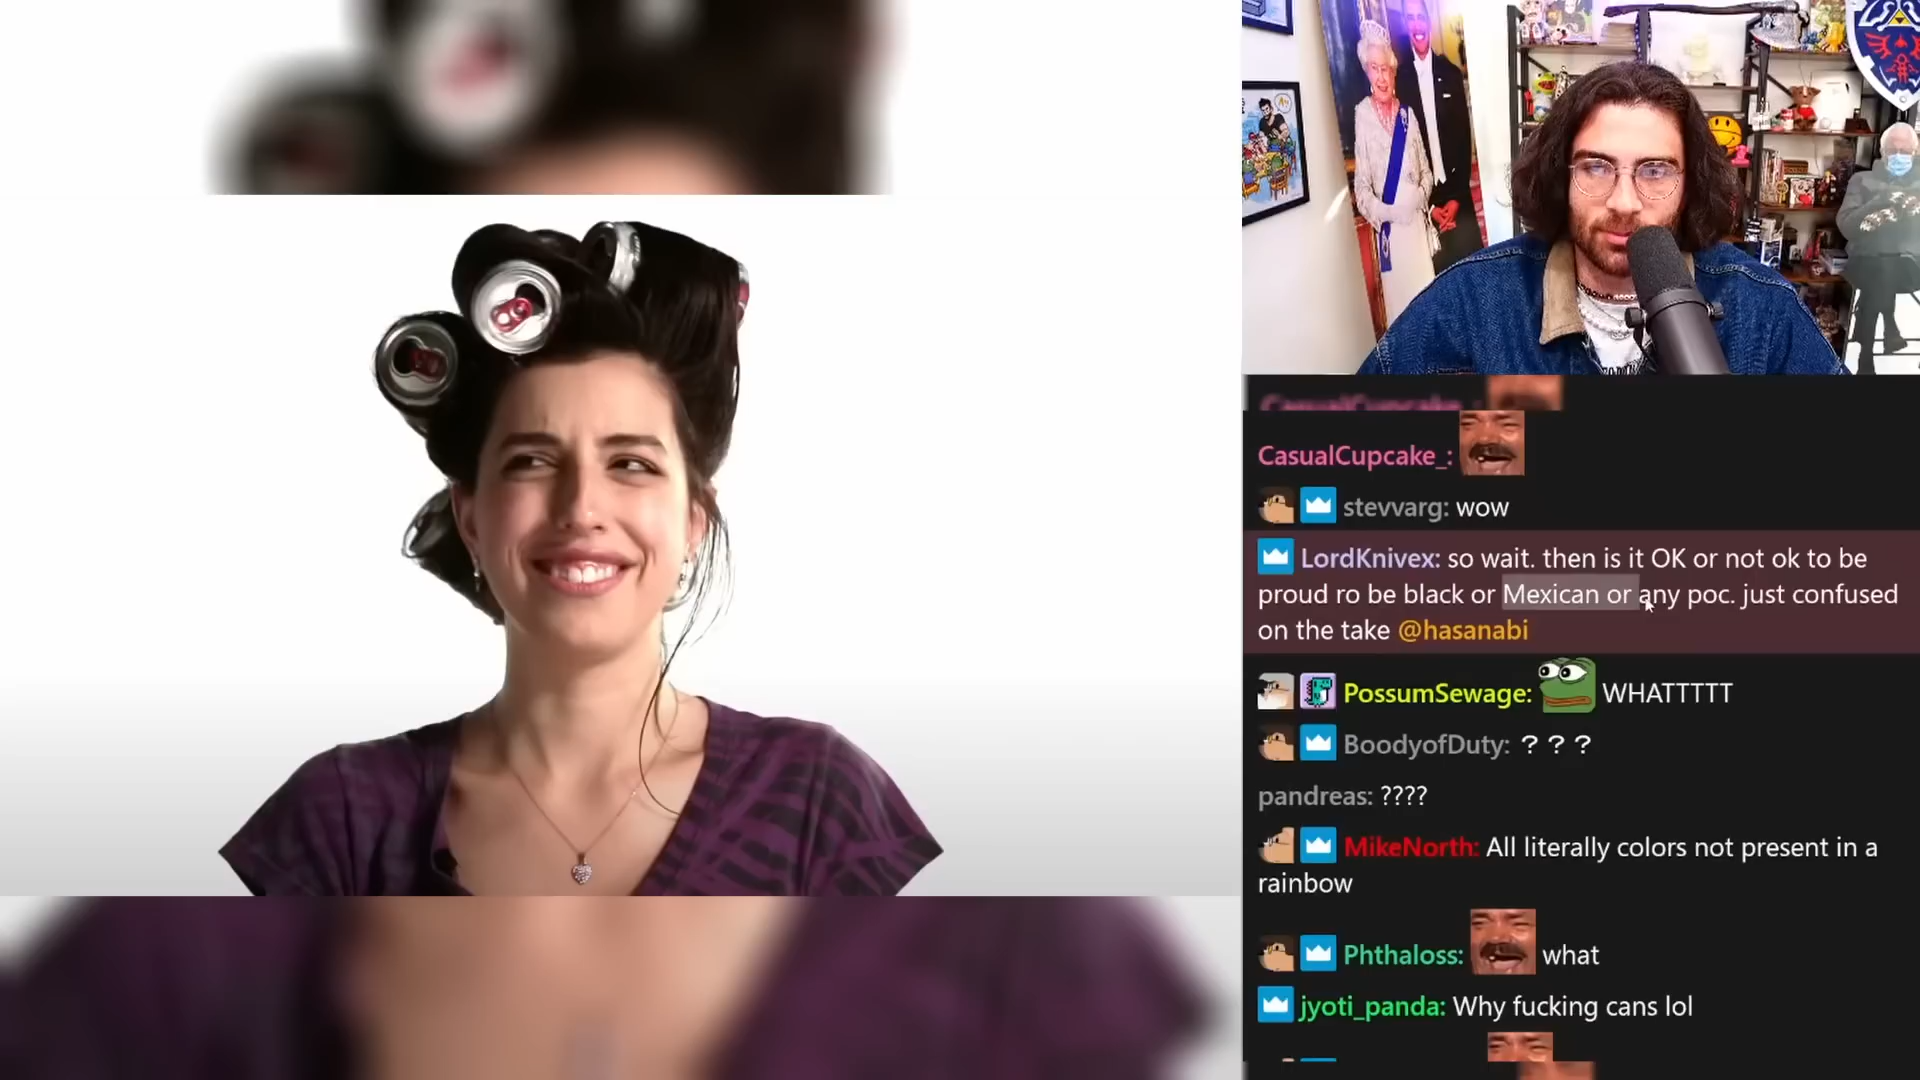 CasualCupcake_:
CasualCupcake_:
stevvarg: wow
LordKnivex: so wait. then is it OK or not ok to be
proud ro be black or Mexican or any poc. just confused
on the take @hasanabi
PossumSewage: WHATTTTT
BoodyofDuty: ? ? ?
pandreas: ????
MikeNorth: All literally colors not present in a
rainbow
Phthaloss: what
jyoti_panda: Why fucking cans lol